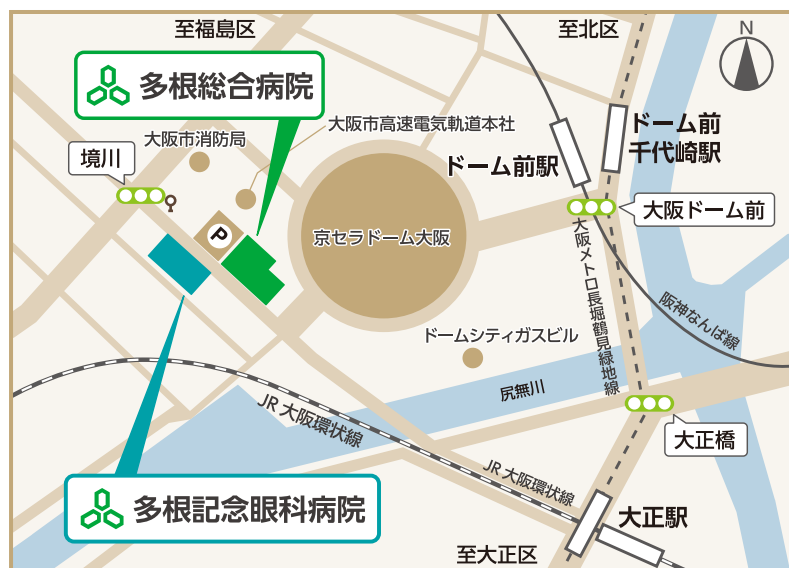 至福島区
至北区
N
多根総合病院
大阪市高速電気軌道本社
大阪市消防局
境川
ドーム前駅
ドーム前
千代崎駅
大阪ドーム前
P
京セラドーム大阪
大阪メトロ長堀鶴見緑地線
阪神なんば線
ドームシティガスビル
尻無川
JR 大阪環状線
大正橋
JR 大阪環状線
多根記念眼科病院
大正駅
至大正区